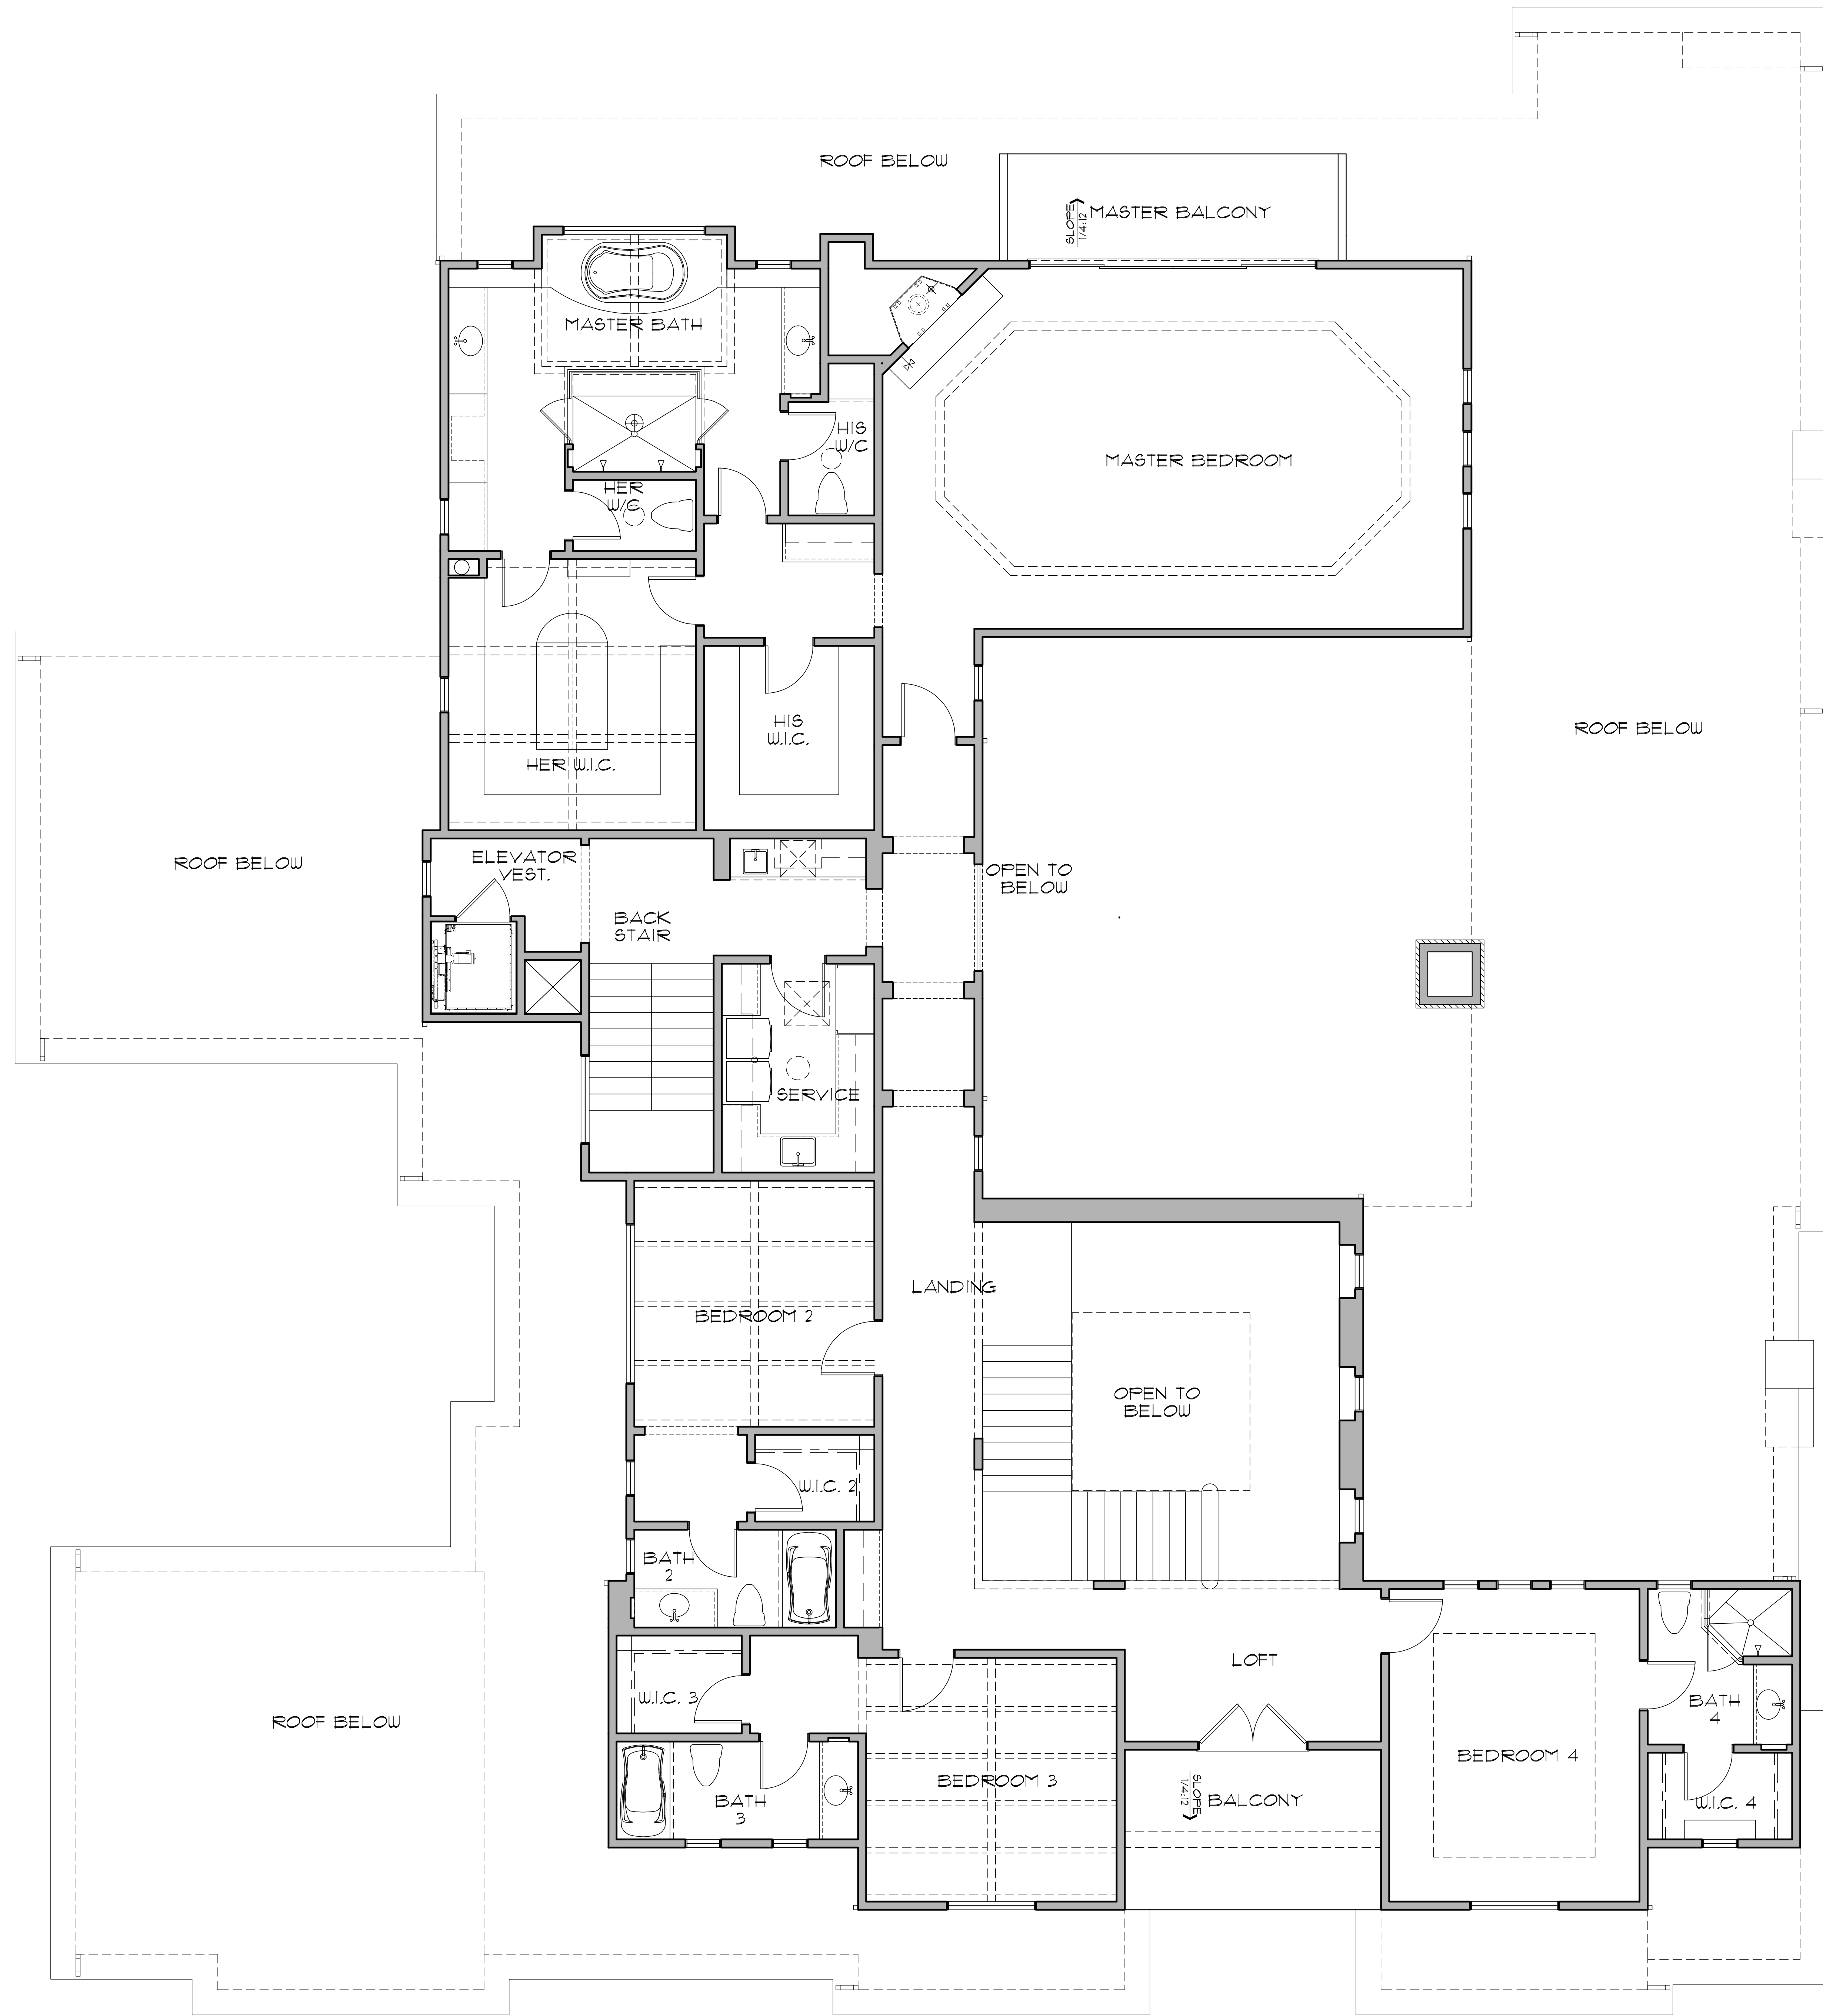 ROOF BELOW
SLOPE
1/4:12
MASTER BALCONY
MASTER BATH
HIS
W/C
MASTER BEDROOM
HER
W/C
HIS
W.I.C.
HER W.I.C.
ROOF BELOW
ROOF BELOW
ELEVATOR
VEST.
OPEN TO
BELOW
BACK
STAIR
SERVICE
LANDING
BEDROOM 2
OPEN TO
BELOW
W.I.C. 2
BATH
2
LOFT
W.I.C. 3
BATH
4
ROOF BELOW
BEDROOM 4
BEDROOM 3
SLOPE
1/4:12
BALCONY
BATH
3
W.I.C. 4